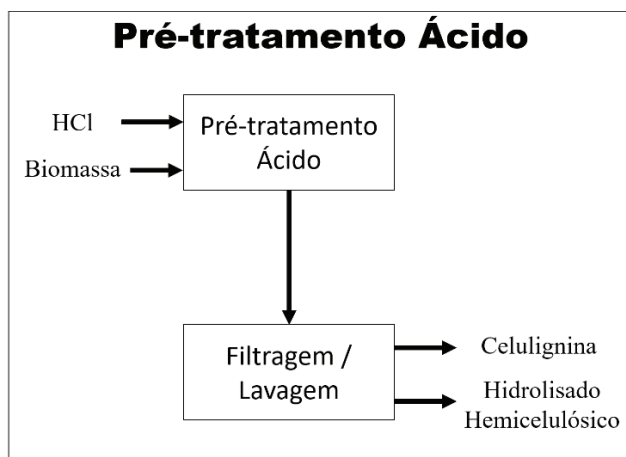 Pré-tratamento Ácido
HCl
Biomassa
Pré-tratamento
Ácido
Filtragem /
Lavagem
Celulignina
Hidrolisado
Hemicelulósico